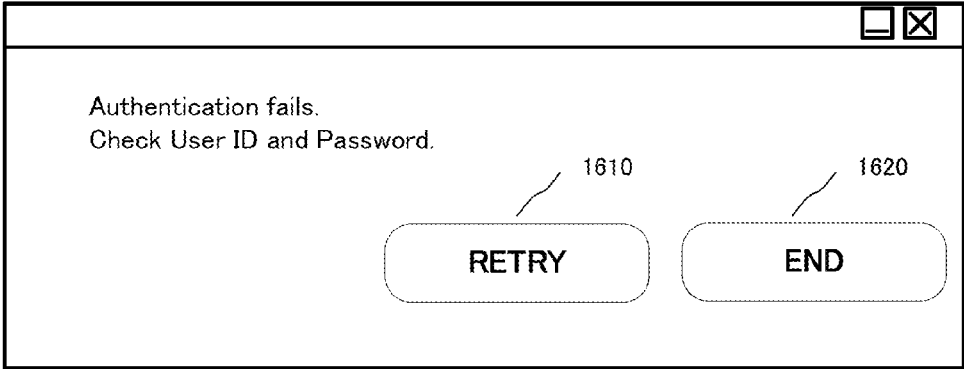 Authentication fails.
Check User ID and Password.
1610
1620
RETRY
END